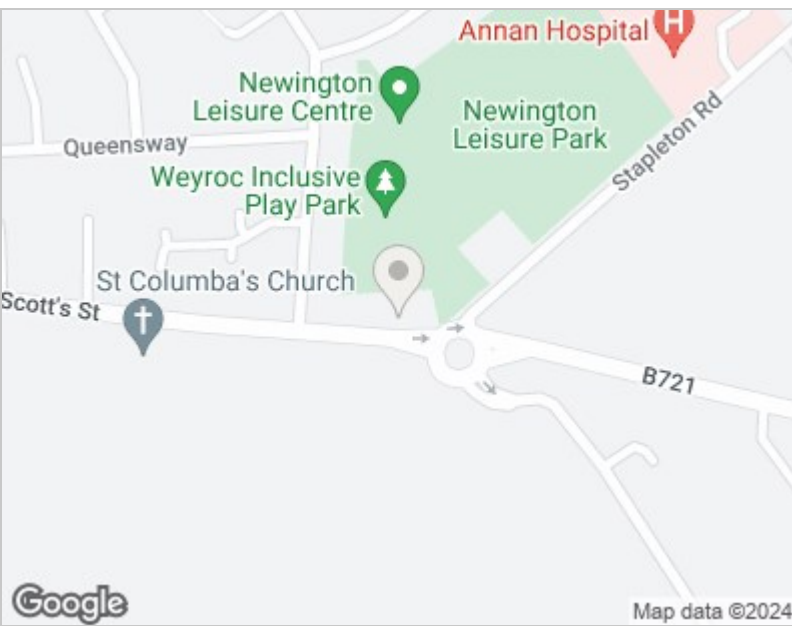 Annan Hospital
H
Newington
Leisure Centre
Newington
Leisure Park
Queensway
Stapleton Rd
Weyroc Inclusive
Play Park
St Columba's Church
Scott's St
B721
Google
Map data ©2024